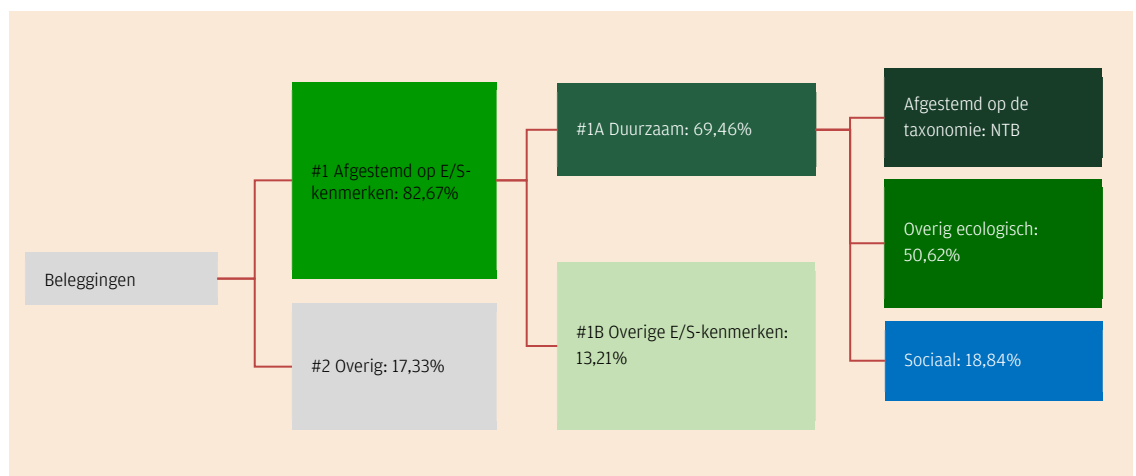 Beleggingen
#1 Afgestemd op E/S-
kenmerken: 82,67%
#2 Overig: 17,33%
#1A Duurzaam: 69,46%
#1B Overige E/S-kenmerken:
13,21%
Afgestemd op de
taxonomie: NTB
Overig ecologisch:
50,62%
Sociaal: 18,84%